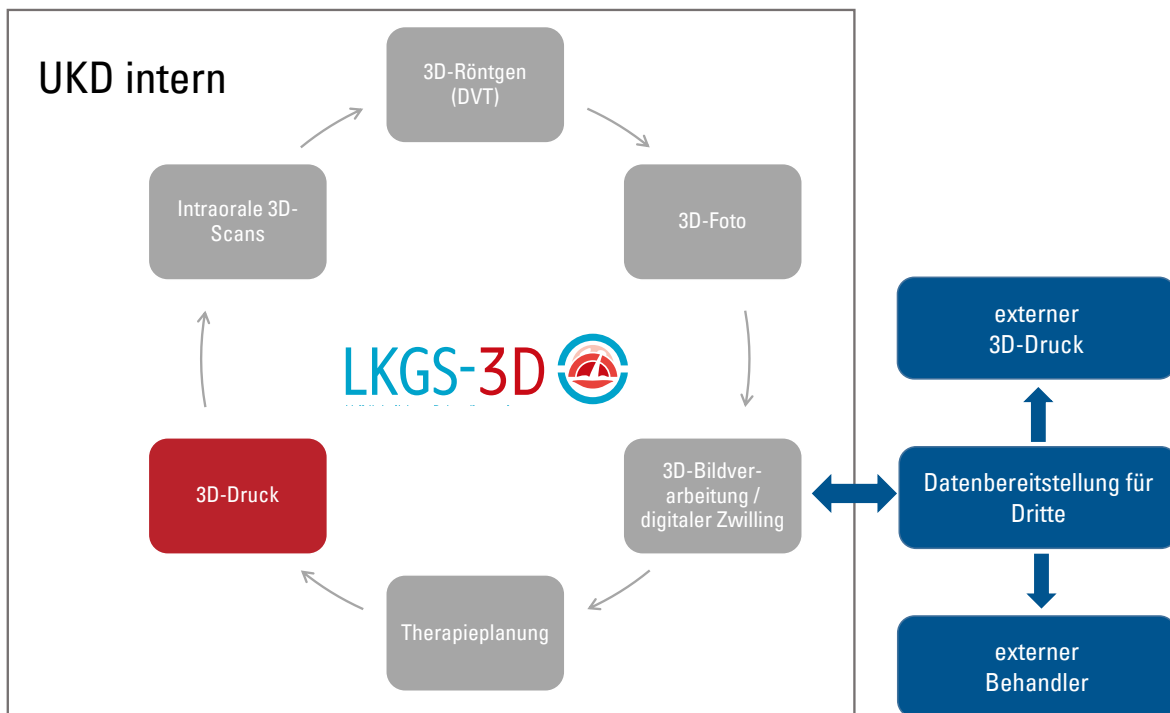 UKD intern
3D-Röntgen
(DVT)
Intraorale 3D-
Scans
3D-Foto
LKGS-3D
externer
3D-Druck
3D-Druck
3D-Bildver-
arbeitung /
digitaler Zwilling
Datenbereitstellung für
Dritte
Therapieplanung
externer
Behandler